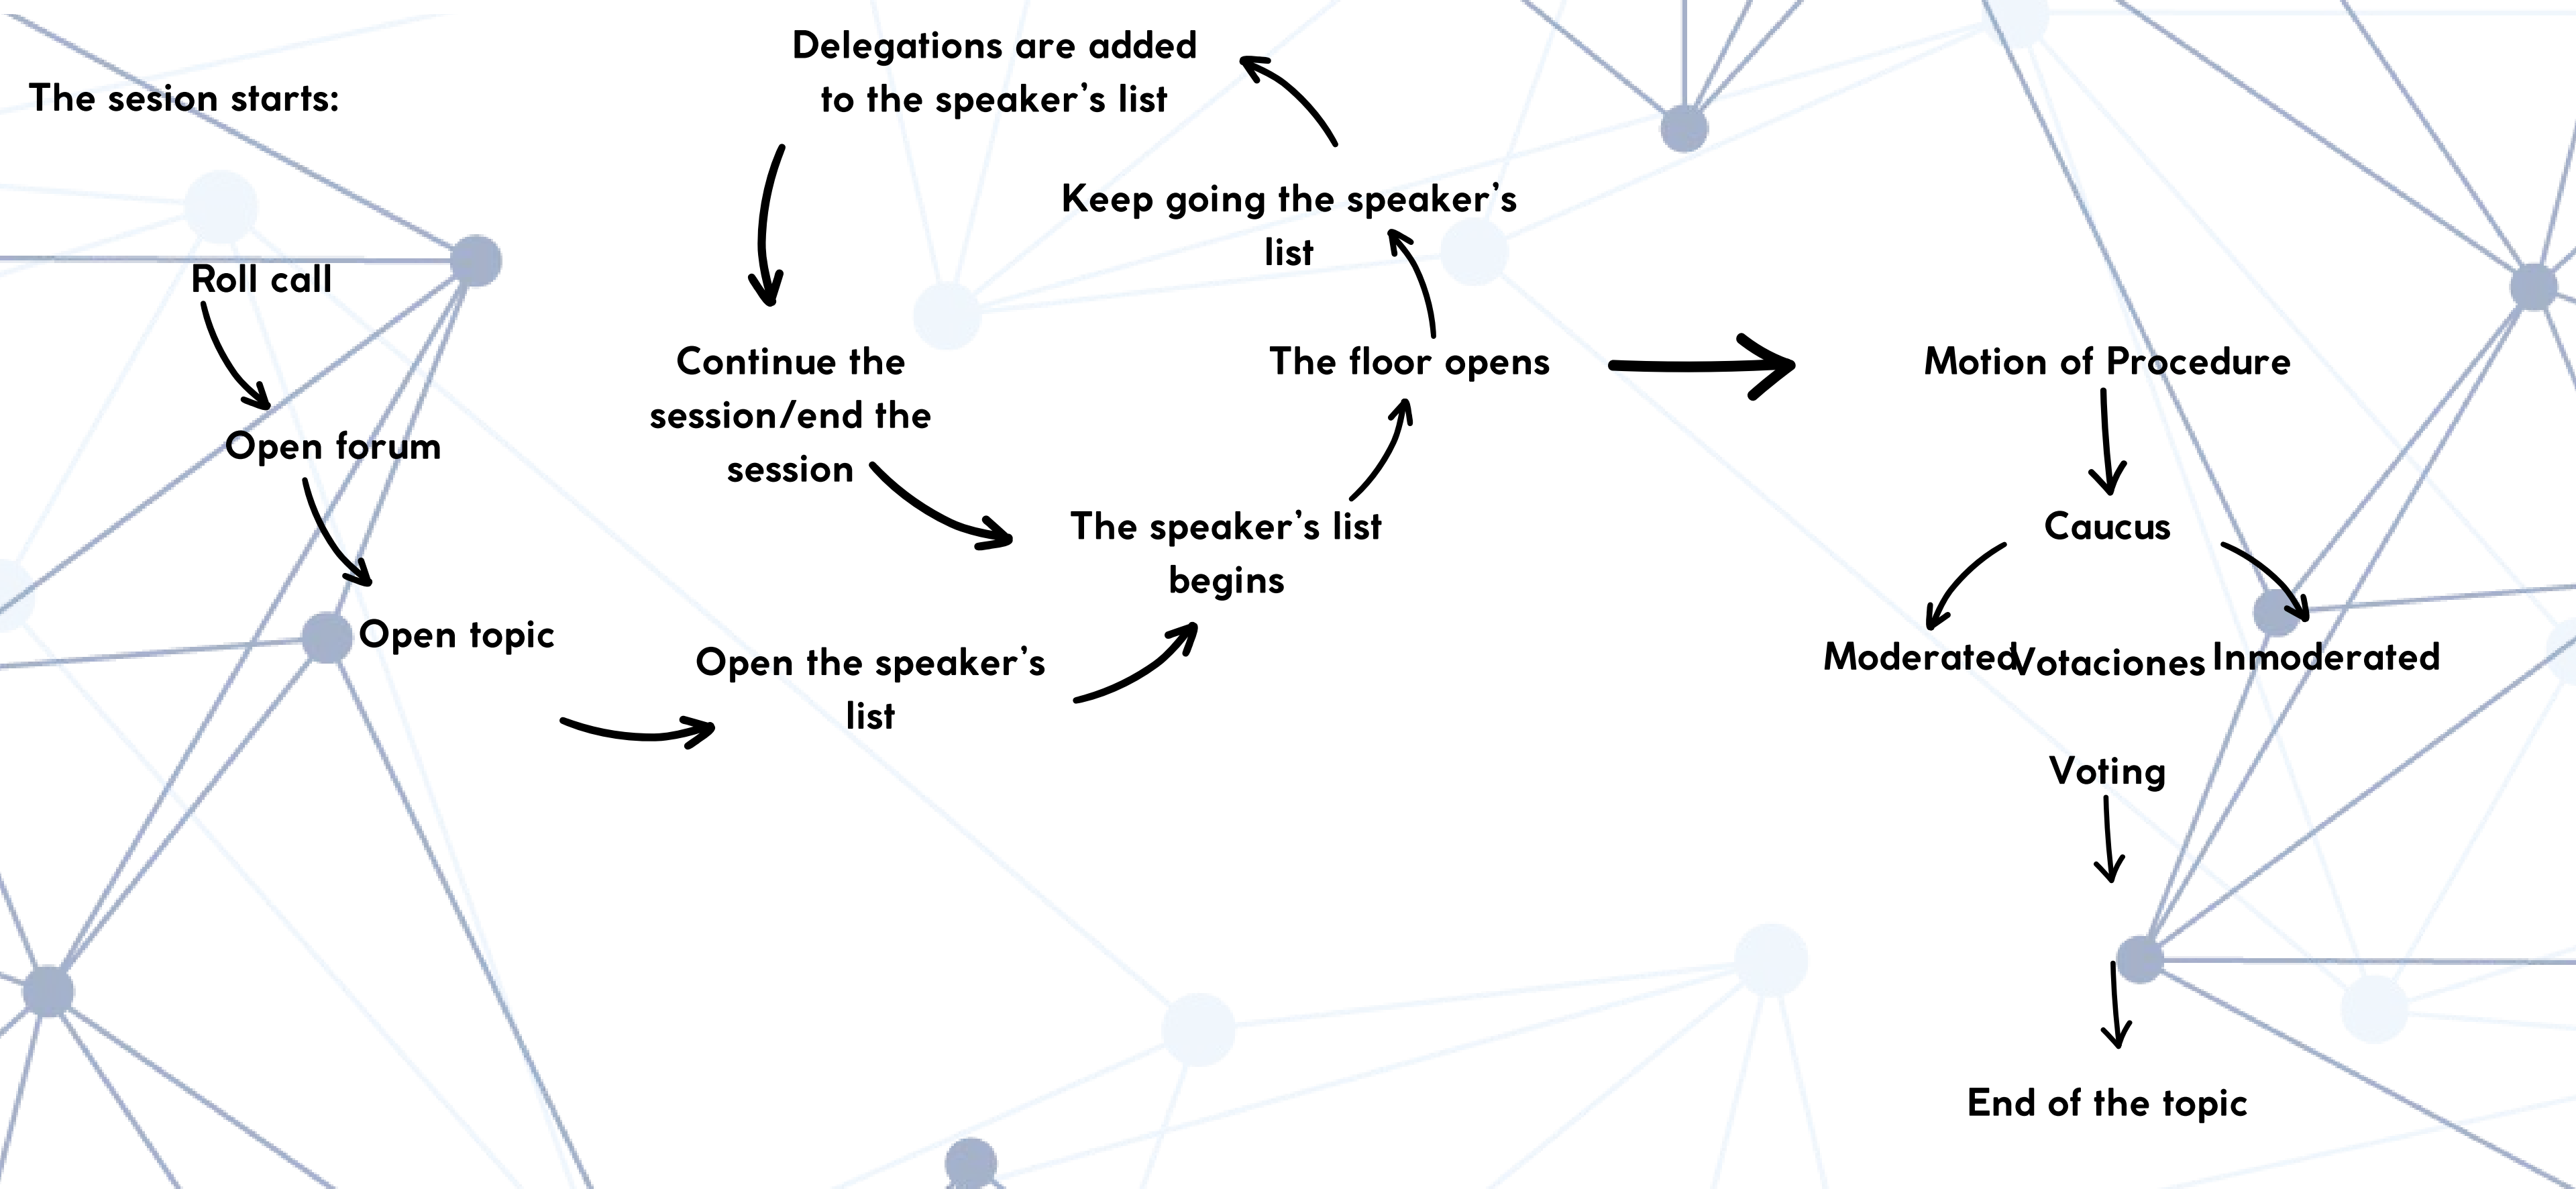 The sesion starts:
Roll call
Open forum
Open topic
Open the speaker's
list
The speaker's list
begins
The floor opens
Keep going the speaker's
list
Delegations are added
to the speaker's list
Continue the
session/end the
session
Motion of Procedure
Caucus
Moderated
Votaciones
Inmoderated
Voting
End of the topic